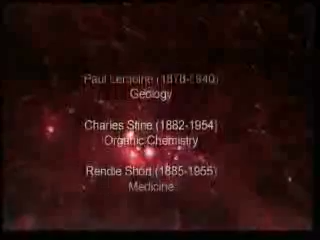 Paul Lemoine (1878-1940)
Geology
Charles Stine (1882-1954)
Organic Chemistry
Rendle Short (1885-1955)
Medicine